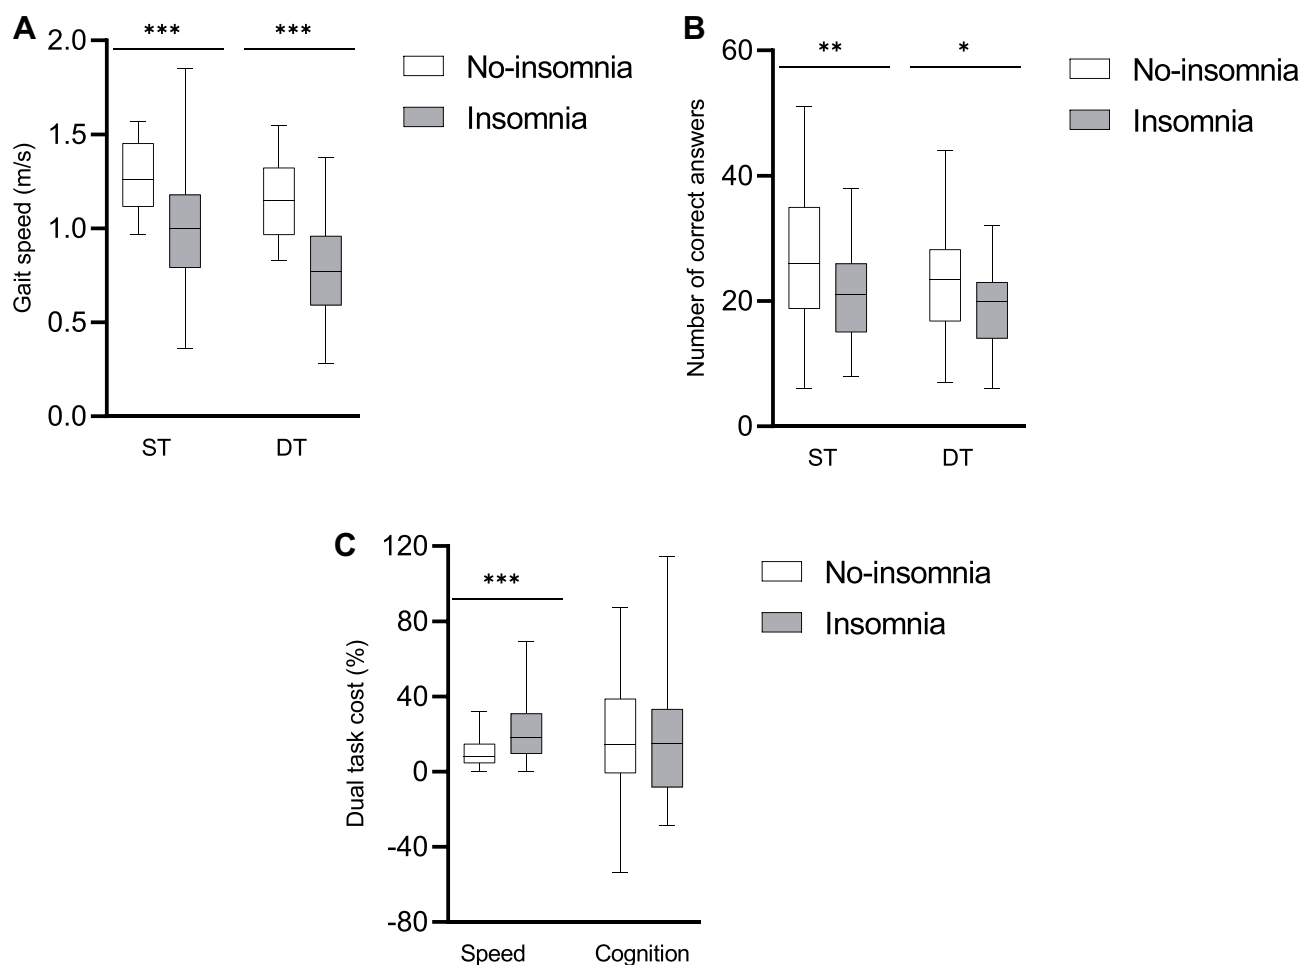 A
Gait speed (m/s)
2.0
1.5
1.0
0.5
0.0
***
***
ST
DT
No-insomnia
Insomnia
B
Number of correct answers
60
40
20
0
**
*
ST
DT
No-insomnia
Insomnia
C
Dual task cost (%)
120
80
40
0
-40
-80
***
Speed
Cognition
No-insomnia
Insomnia